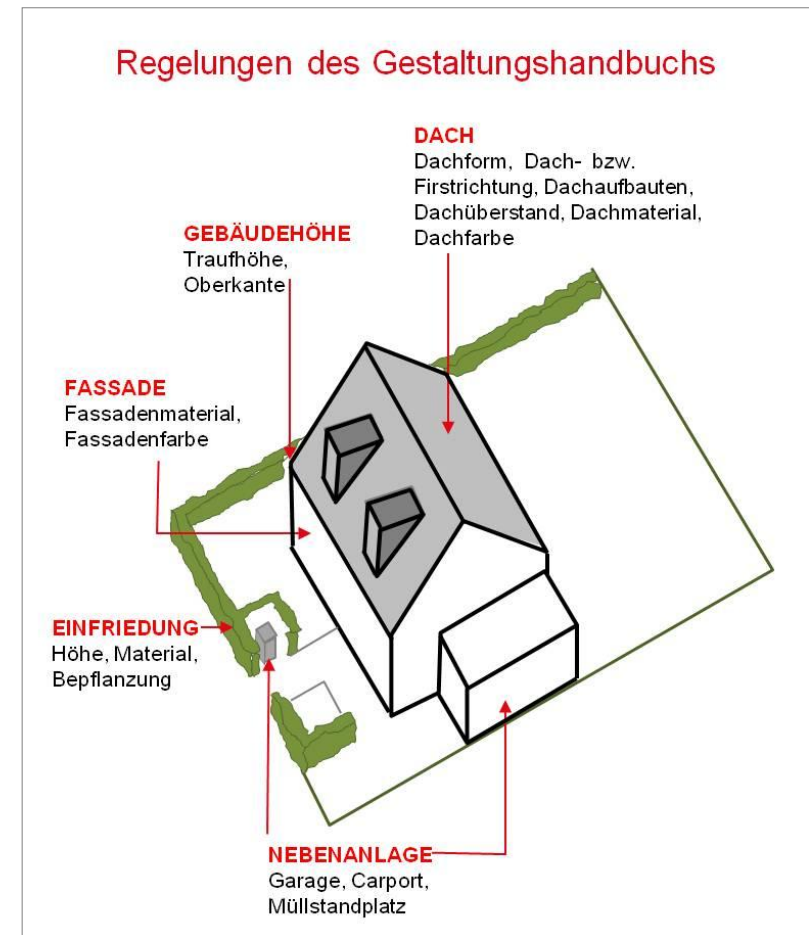 Regelungen des Gestaltungshandbuchs
DACH
Dachform, Dach- bzw.
Firstrichtung, Dachaufbauten,
Dachüberstand, Dachmaterial,
Dachfarbe
GEBÄUDEHÖHE
Traufhöhe,
Oberkante
FASSADE
Fassadenmaterial,
Fassadenfarbe
EINFRIEDUNG
Höhe, Material,
Bepflanzung
NEBENANLAGE
Garage, Carport,
Müllstandplatz